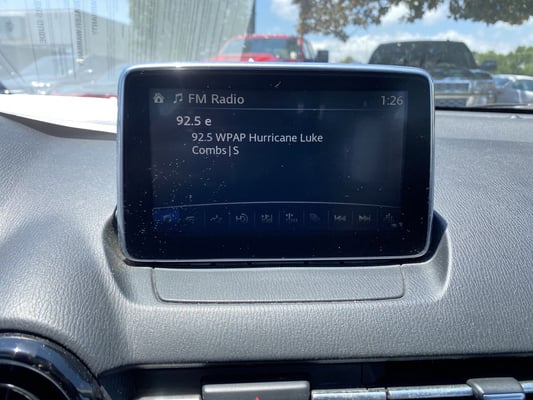 FM Radio 1:26
92.5 e
92.5 WPAP Hurricane Luke
Combs|S